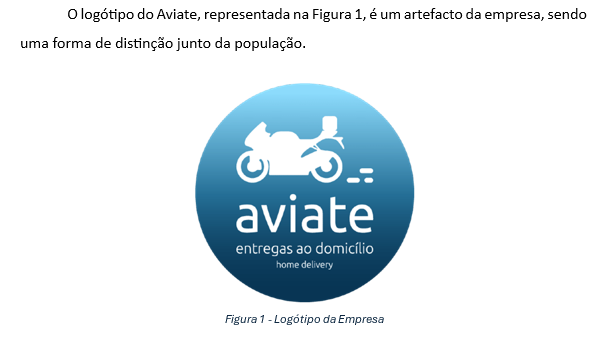 O logótipo do Aviate, representada na Figura 1, é um artefacto da empresa, sendo
uma forma de distinção junto da população.
aviate
entregas ao domicílio
home delivery
Figura 1 - Logótipo da Empresa